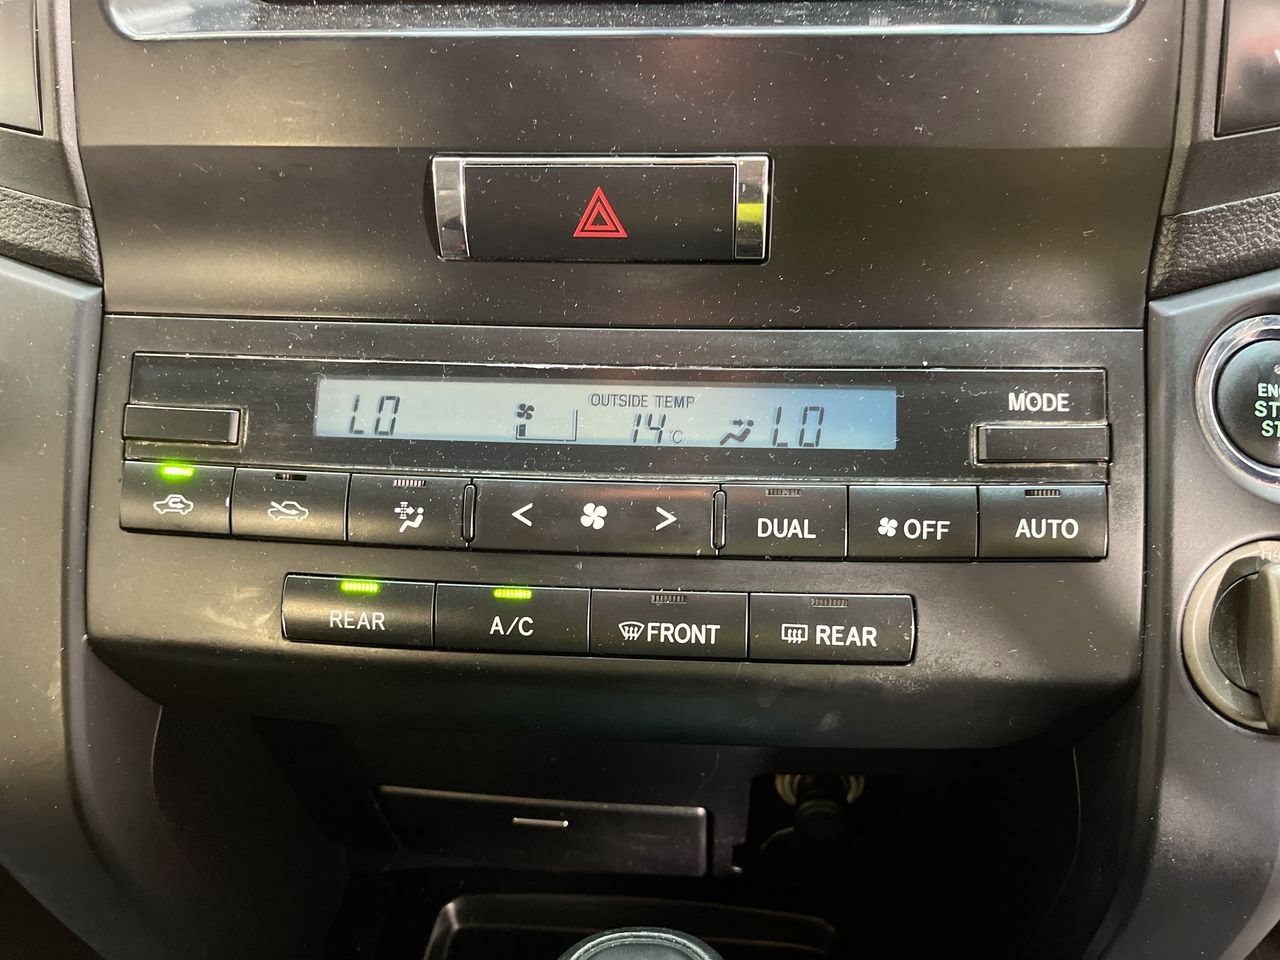 OUTSIDE TEMP
LO 14°C LO
MODE
< > DUAL OFF AUTO
REAR A/C FRONT REAR